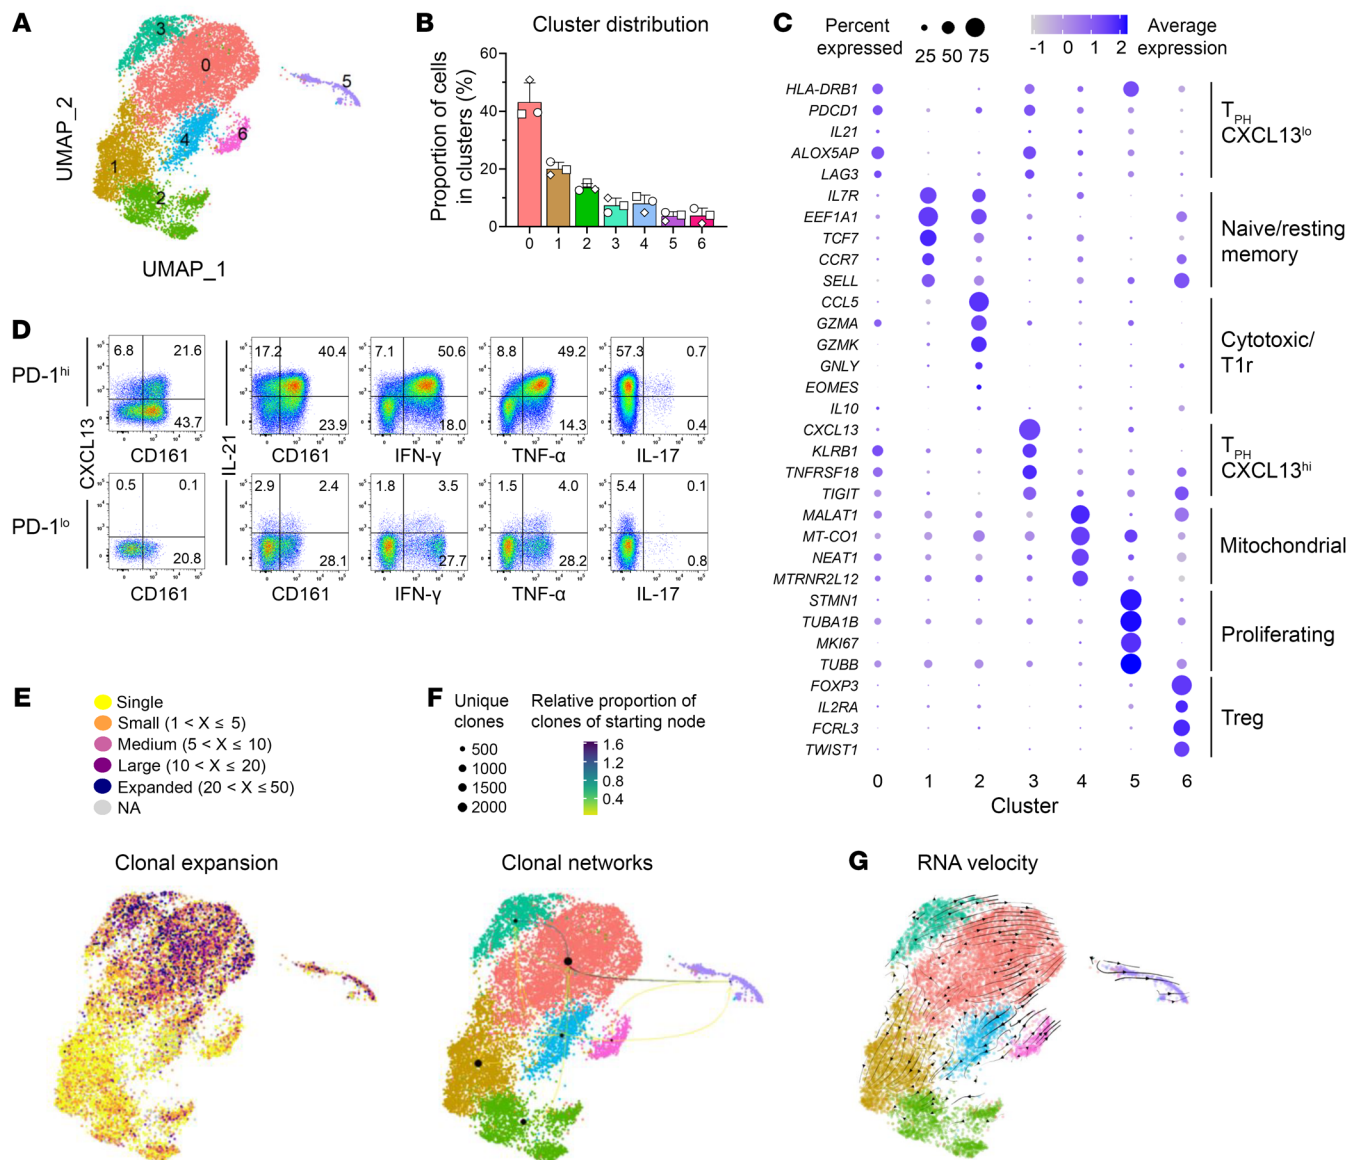 A
3
0
5
4
6
1
2
UMAP_2
UMAP_1
B
Cluster distribution
Proportion of cells
in clusters (%)
60
40
20
0
0 1 2 3 4 5 6
C
Percent
expressed
25 50 75
-1 0 1 2
Average
expression
HLA-DRB1
PDCD1
IL21
ALOX5AP
LAG3
IL7R
EEF1A1
TCF7
CCR7
SELL
CCL5
GZMA
GZMK
GNLY
EOMES
IL10
CXCL13
KLRB1
TNFRSF18
TIGIT
MALAT1
MT-CO1
NEAT1
MTRNR2L12
STMN1
TUBA1B
MKI67
TUBB
FOXP3
IL2RA
FCRL3
TWIST1
0 1 2 3 4 5 6
Cluster
TPH
CXCL13lo
Naive/resting
memory
Cytotoxic/
T1r
TPH
CXCL13hi
Mitochondrial
Proliferating
Treg
D
PD-1hi
CXCL13
6.8 21.6
43.7
CD161
IL-21
17.2 40.4
23.9
CD161
7.1 50.6
18.0
IFN-γ
8.8 49.2
14.3
TNF-α
57.3 0.7
0.4
IL-17
PD-1lo
0.5 0.1
20.8
CD161
2.9 2.4
28.1
CD161
1.8 3.5
27.7
IFN-γ
1.5 4.0
28.2
TNF-α
5.4 0.1
0.8
IL-17
E
Single
Small (1 < X ≤ 5)
Medium (5 < X ≤ 10)
Large (10 < X ≤ 20)
Expanded (20 < X ≤ 50)
NA
Clonal expansion
F
Unique
clones
500
1000
1500
2000
Relative proportion of
clones of starting node
1.6
1.2
0.8
0.4
Clonal networks
G
RNA velocity